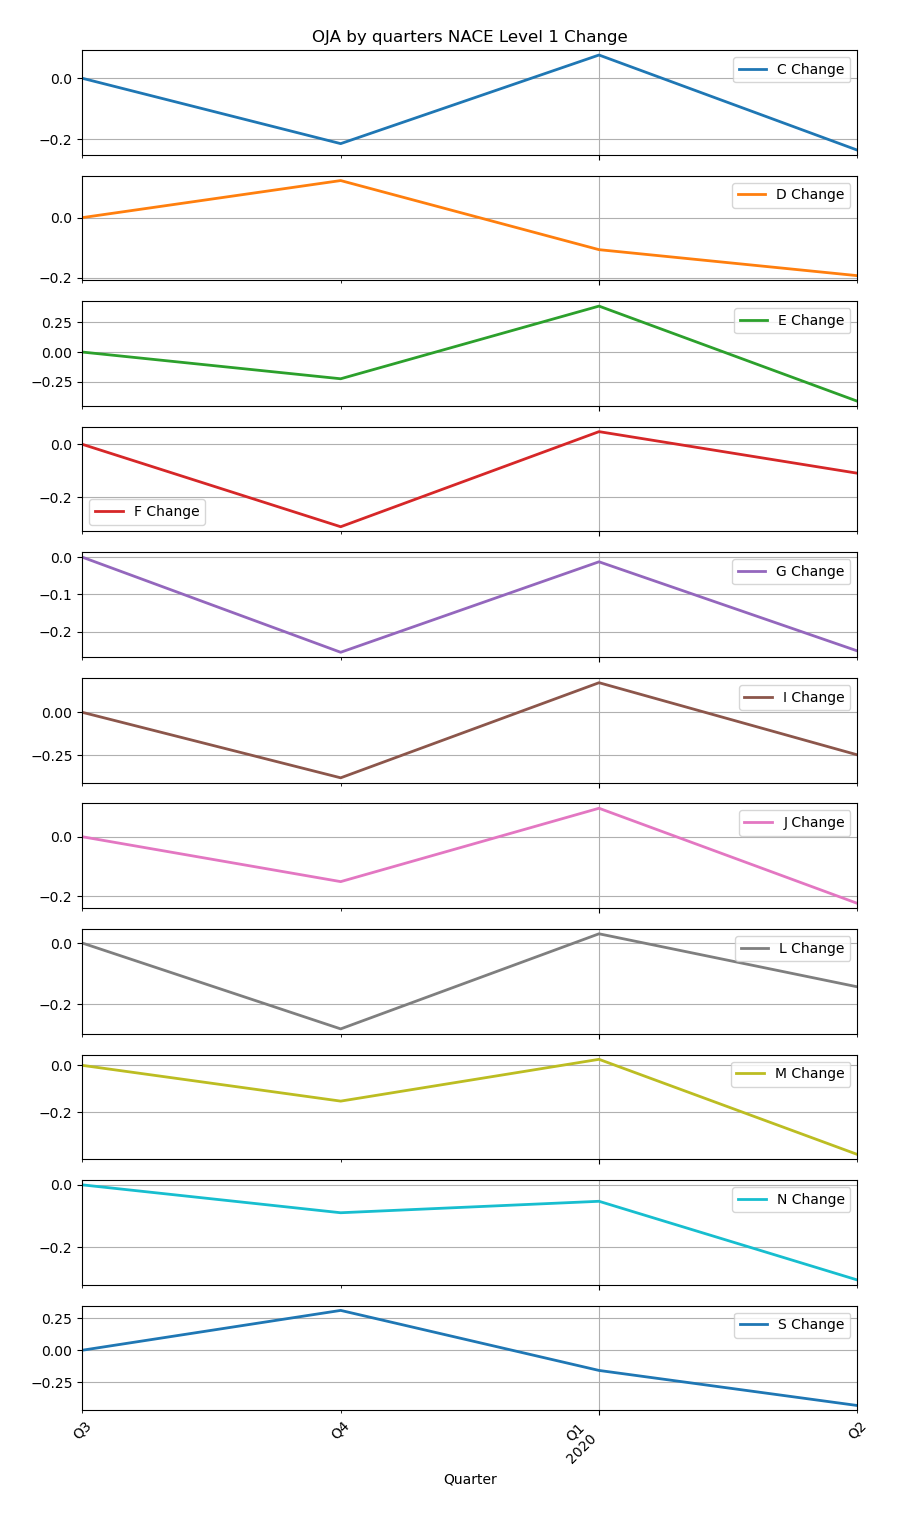 OJA by quarters NACE Level 1 Change
C Change
0.0
−0.2
D Change
0.0
−0.2
E Change
0.25
0.00
−0.25
F Change
0.0
−0.2
G Change
0.0
−0.1
−0.2
I Change
0.00
−0.25
J Change
0.0
−0.2
L Change
0.0
−0.2
M Change
0.0
−0.2
N Change
0.0
−0.2
S Change
0.25
0.00
−0.25
Q3
Q4
Q1
2020
Q2
Quarter